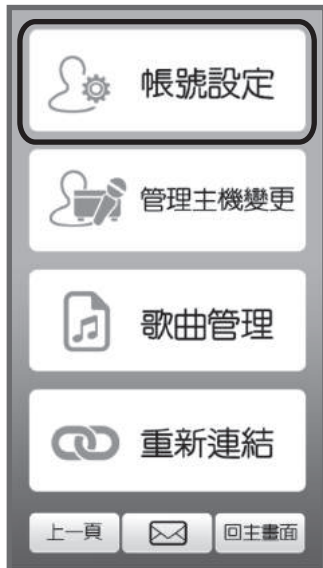 帳號設定
管理主機變更
歌曲管理
重新連結
上一頁
回主畫面